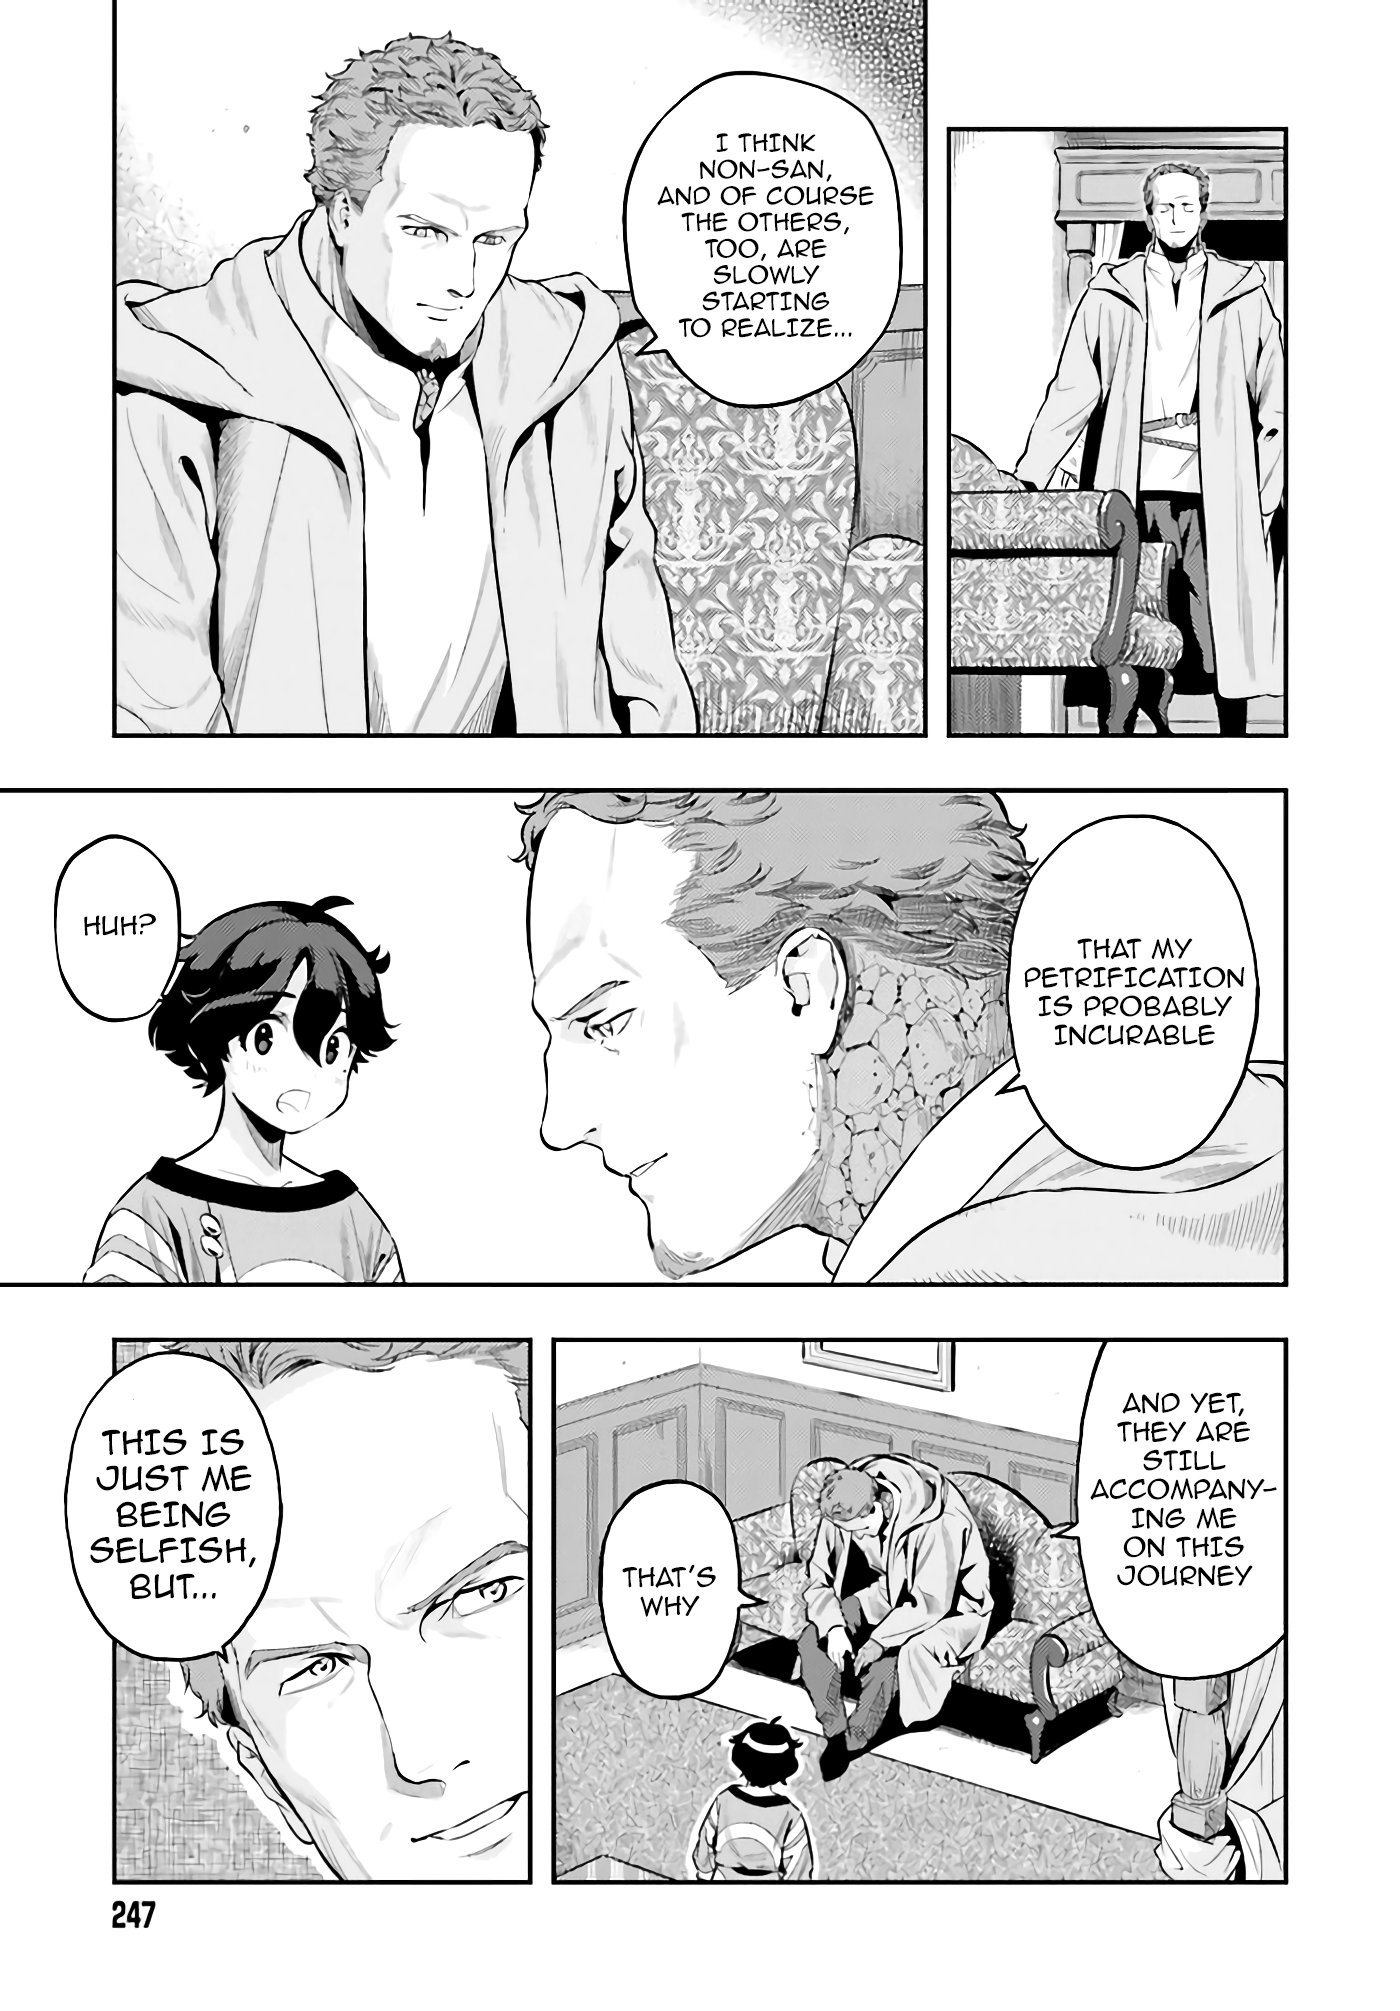 I THINK
NON-SAN,
AND OF COURSE
THE OTHERS,
TOO, ARE
SLOWLY
STARTING
TO REALIZE...
THAT MY
PETRIFICATION
IS PROBABLY
INCURABLE
HUH?
AND YET,
THEY ARE
STILL
ACCOMPANY-
ING ME
ON THIS
JOURNEY
THAT'S
WHY
THIS IS
JUST ME
BEING
SELFISH,
BUT...
247